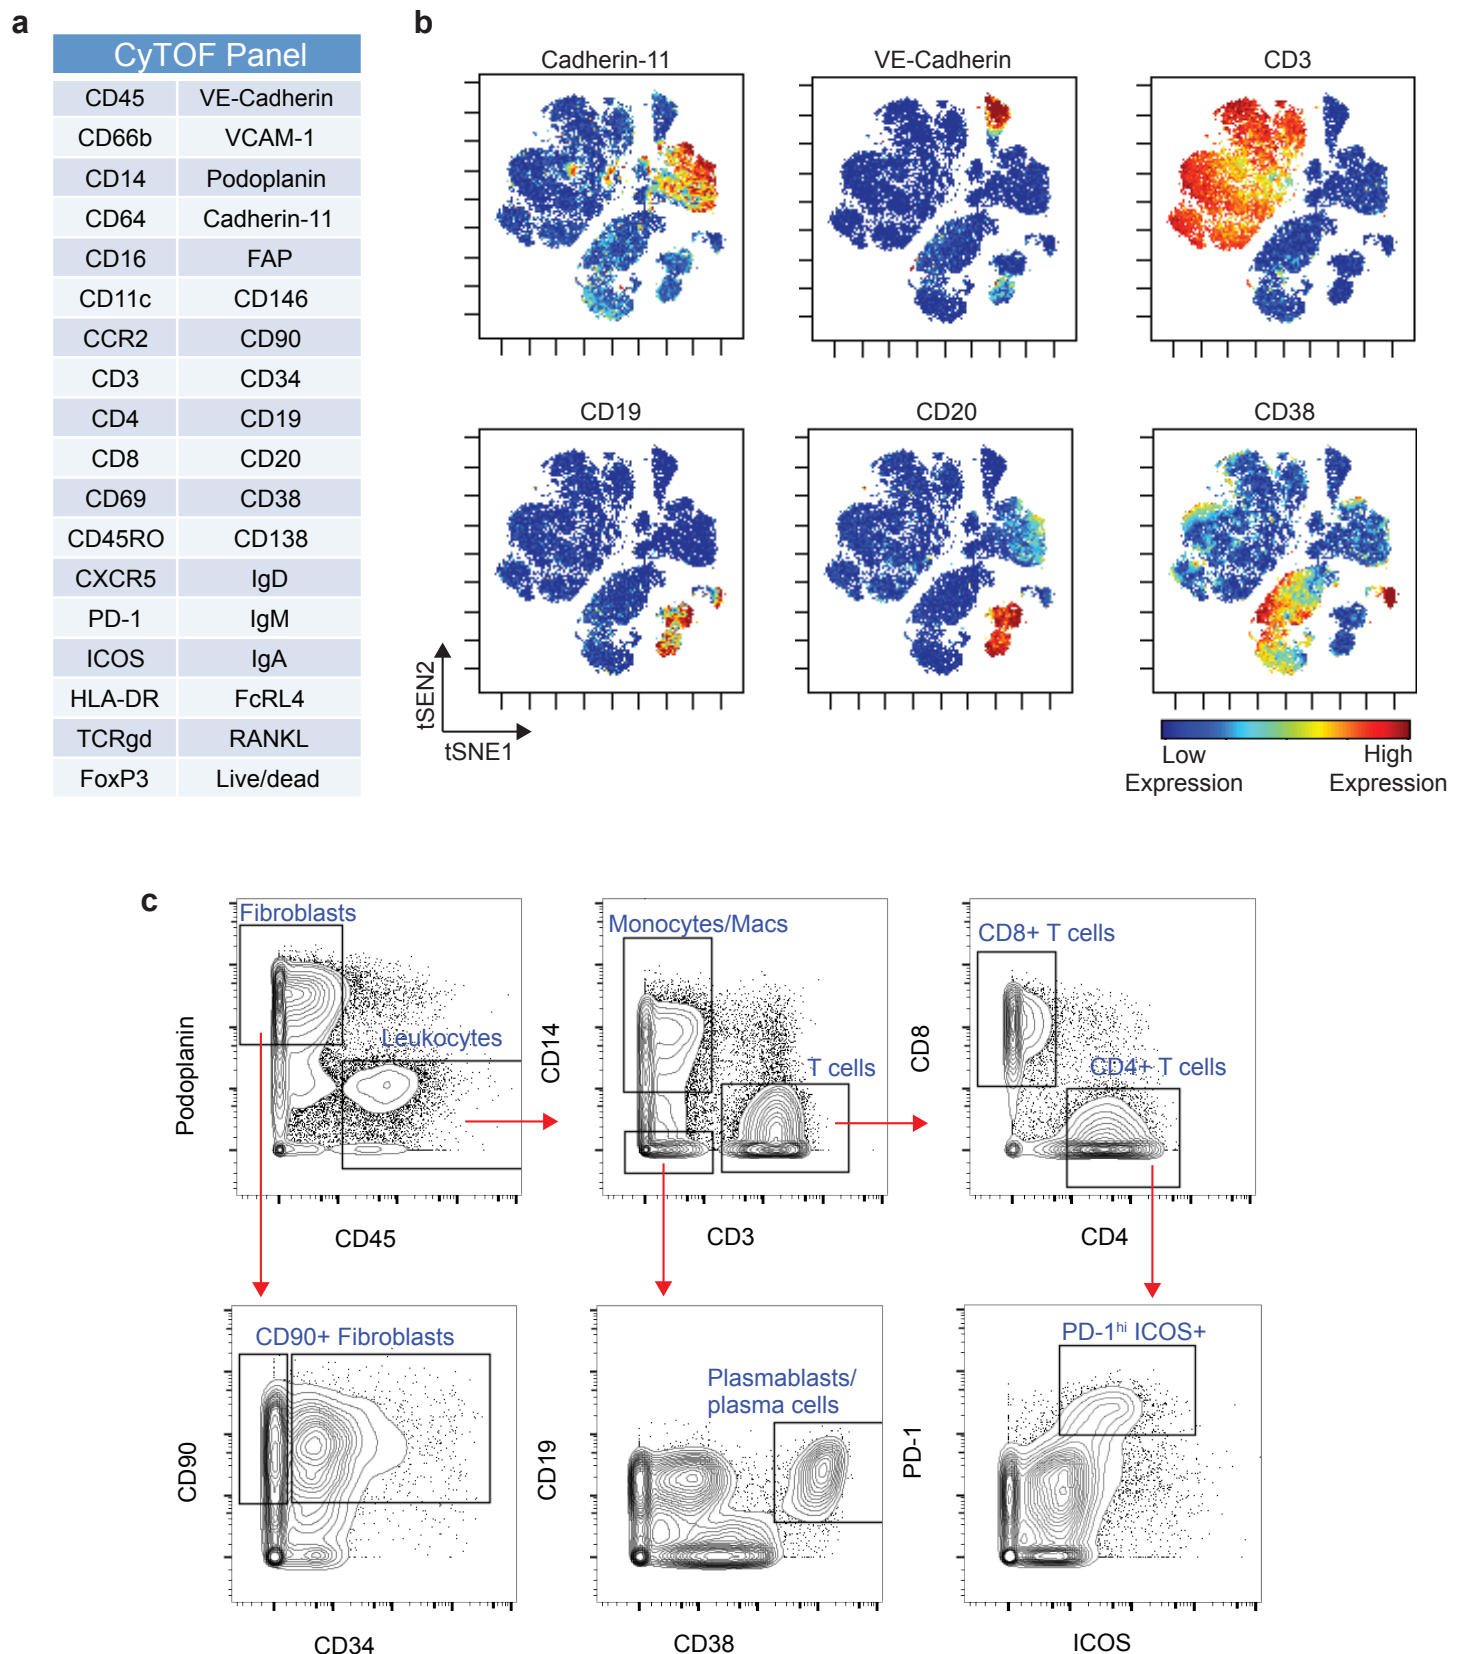 a
CyTOF Panel
CD45 VE-Cadherin
CD66b VCAM-1
CD14 Podoplanin
CD64 Cadherin-11
CD16 FAP
CD11c CD146
CCR2 CD90
CD3 CD34
CD4 CD19
CD8 CD20
CD69 CD38
CD45RO CD138
CXCR5 IgD
PD-1 IgM
ICOS IgA
HLA-DR FcRL4
TCRgd RANKL
FoxP3 Live/dead
b
Cadherin-11 VE-Cadherin CD3
CD19 CD20 CD38
tSEN2
tSNE1
Low Expression
High Expression
c
Fibroblasts
Leukocytes
Podoplanin
CD45
Monocytes/Macs
T cells
CD14
CD3
CD8+ T cells
CD4+ T cells
CD8
CD4
CD90+ Fibroblasts
CD90
CD34
Plasmablasts/
plasma cells
CD19
CD38
PD-1hi ICOS+
PD-1
ICOS